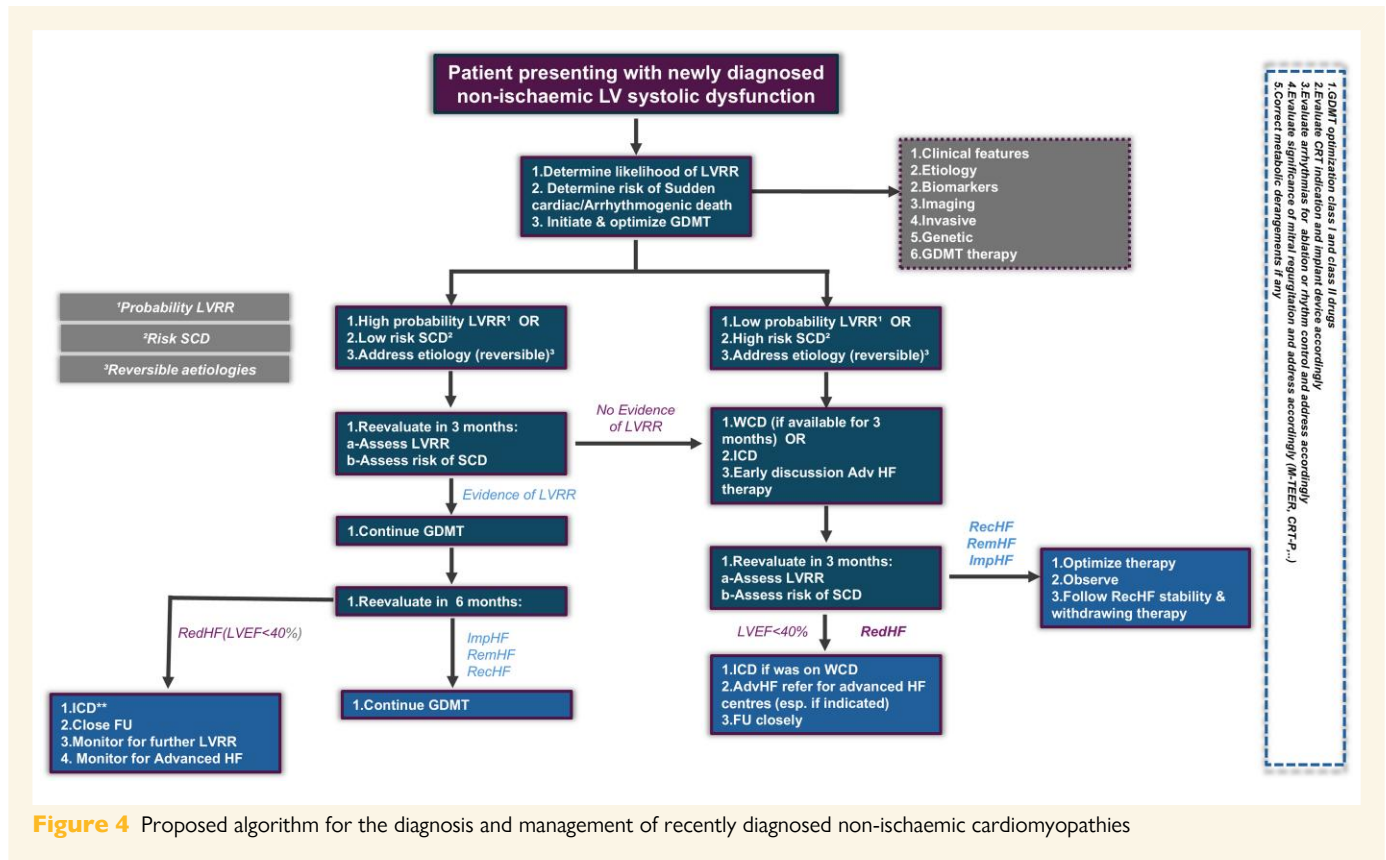 Patient presenting with newly diagnosed
non-ischaemic LV systolic dysfunction
1.Determine likelihood of LVRR
2. Determine risk of Sudden
cardiac/Arrhythmogenic death
3. Initiate & optimize GDMT
1.Clinical features
2.Etiology
2.Biomarkers
3.Imaging
4.Invasive
5.Genetic
6.GDMT therapy
¹Probability LVRR
²Risk SCD
³Reversible aetiologies
1.High probability LVRR¹ OR
2.Low risk SCD²
3.Address etiology (reversible)³
1.Low probability LVRR¹ OR
2.High risk SCD²
3.Address etiology (reversible)³
1.Reevaluate in 3 months:
a-Assess LVRR
b-Assess risk of SCD
No Evidence
of LVRR
1.WCD (if available for 3
months) OR
2.ICD
3.Early discussion Adv HF
therapy
Evidence of LVRR
1.Continue GDMT
1.Reevaluate in 6 months:
RedHF(LVEF<40%)
ImpHF
RemHF
RecHF
1.ICD**
2.Close FU
3.Monitor for further LVRR
4. Monitor for Advanced HF
1.Continue GDMT
1.Reevaluate in 3 months:
a-Assess LVRR
b-Assess risk of SCD
RecHF
RemHF
ImpHF
1.Optimize therapy
2.Observe
3.Follow RecHF stability &
withdrawing therapy
LVEF<40% RedHF
1.ICD if was on WCD
2.AdvHF refer for advanced HF
centres (esp. if indicated)
3.FU closely
1.GDMT optimization class I and class II drugs
2.Evaluate CRT indication and implant device accordingly
3.Evaluate arrhythmias for ablation or rhythm control and address accordingly
4.Evaluate significance of mitral regurgitation and address accordingly (M-TEER, CRT-P,..)
5.Correct metabolic derangements if any
Figure 4 Proposed algorithm for the diagnosis and management of recently diagnosed non-ischaemic cardiomyopathies